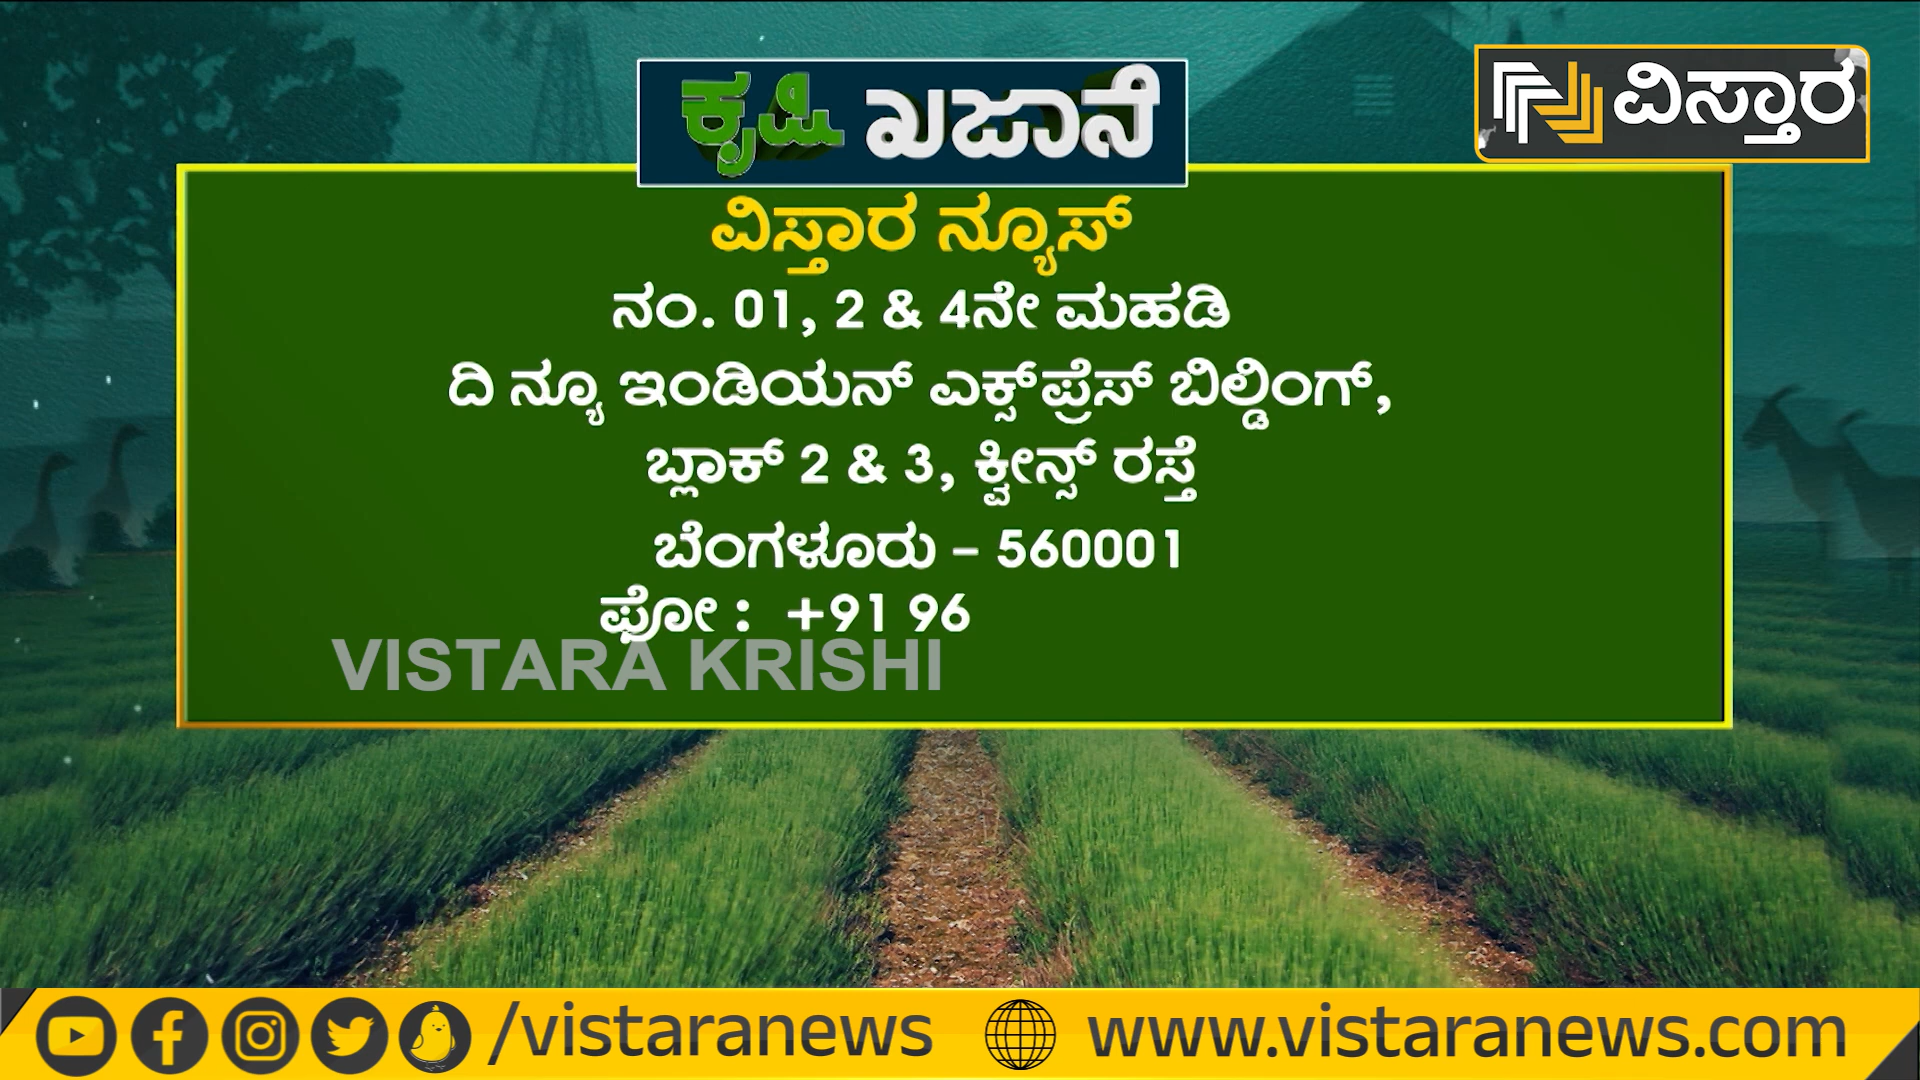 ಕೃಷಿ ಖಜಾನೆ
ವಿಸ್ತಾರ
ವಿಸ್ತಾರ ನ್ಯೂಸ್
ನಂ. 01, 2 & 4ನೇ ಮಹಡಿ
ದಿ ನ್ಯೂ ಇಂಡಿಯನ್ ಎಕ್ಸ್‌ಪ್ರೆಸ್ ಬಿಲ್ಡಿಂಗ್,
ಬ್ಲಾಕ್ 2 & 3, ಕ್ವೀನ್ಸ್ ರಸ್ತೆ
ಬೆಂಗಳೂರು – 560001
ಫೋ : +91 96
VISTARA KRISHI
/vistaranews www.vistaranews.com